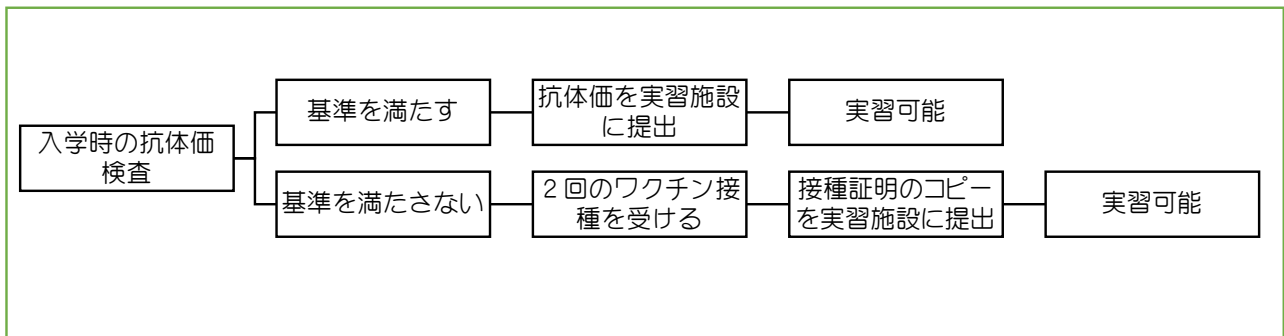 入学時の抗体価
検査
基準を満たす
抗体価を実習施設
に提出
実習可能
基準を満たさない
２回のワクチン接
種を受ける
接種証明のコピー
を実習施設に提出
実習可能